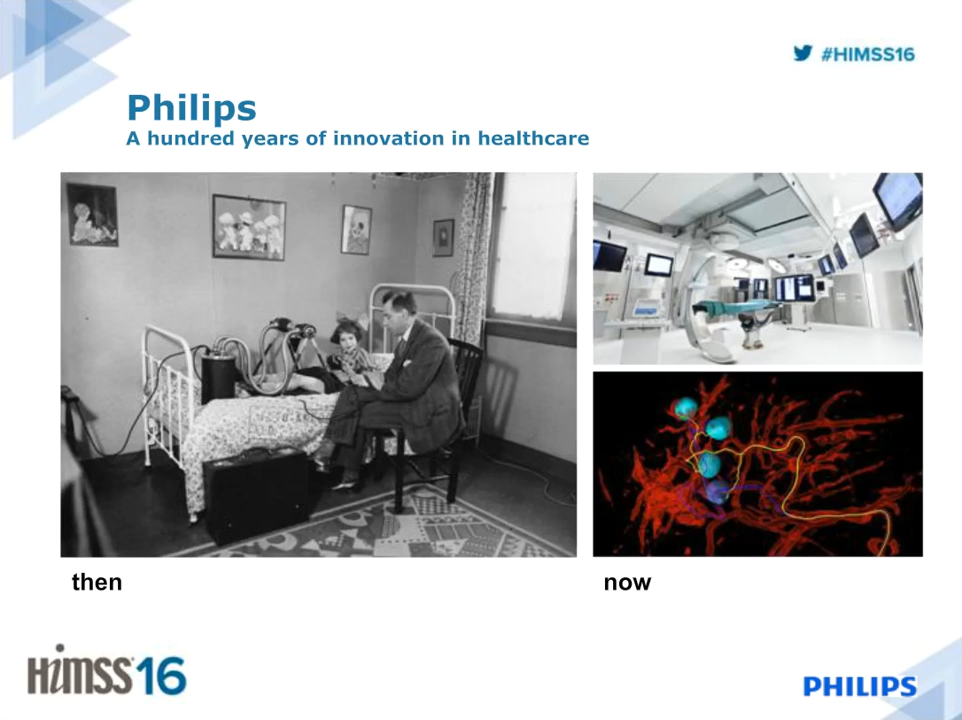 #HIMSS16
Philips
A hundred years of innovation in healthcare
then
now
HiMSS16
PHILIPS